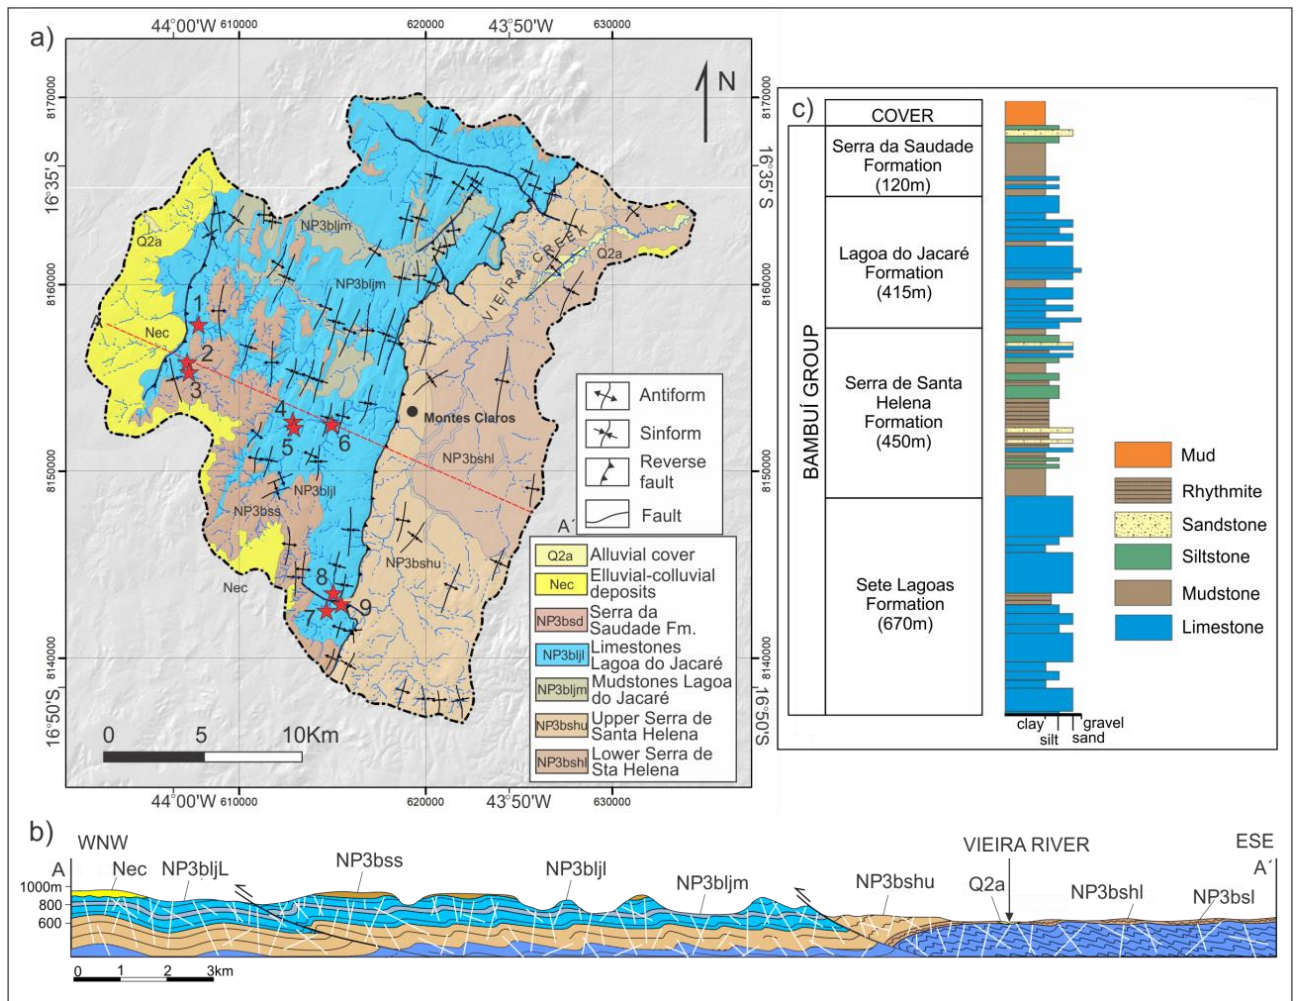 44°00'W 610000 620000 43°50'W 630000
a)
N
8170000 8170000
16°35' S 16°35' S
8160000 8160000
8150000 8150000
8140000 8140000
16°50'S 16°50'S
Q2a
NP3bljm
NP3bljm
VIEIRA CREEK
Q2a
A
Nec
1
2
3
4
5
6
Montes Claros
NP3bshl
NP3bljl
NP3bss
A´
NP3bshu
Nec
8
7
9
0 5 10Km
44°00'W 610000 620000 43°50'W 630000
Antiform
Sinform
Reverse
fault
Fault
Q2a Alluvial cover
Nec Elluvial-colluvial
deposits
NP3bsd Serra da
Saudade Fm.
NP3bljl Limestones
Lagoa do Jacaré
NP3bljm Mudstones Lagoa
do Jacaré
NP3bshu Upper Serra de
Santa Helena
NP3bshl Lower Serra de
Sta Helena
c)
COVER
BAMBUÍ GROUP
Serra da Saudade
Formation
(120m)
Lagoa do Jacaré
Formation
(415m)
Serra de Santa
Helena
Formation
(450m)
Sete Lagoas
Formation
(670m)
Mud
Rhythmite
Sandstone
Siltstone
Mudstone
Limestone
clay gravel
silt sand
b)
WNW VIEIRA RIVER ESE
A Nec NP3bljL NP3bss NP3bljl NP3bljm NP3bshu Q2a NP3bshl NP3bsl A´
1000m
800
600
0 1 2 3km